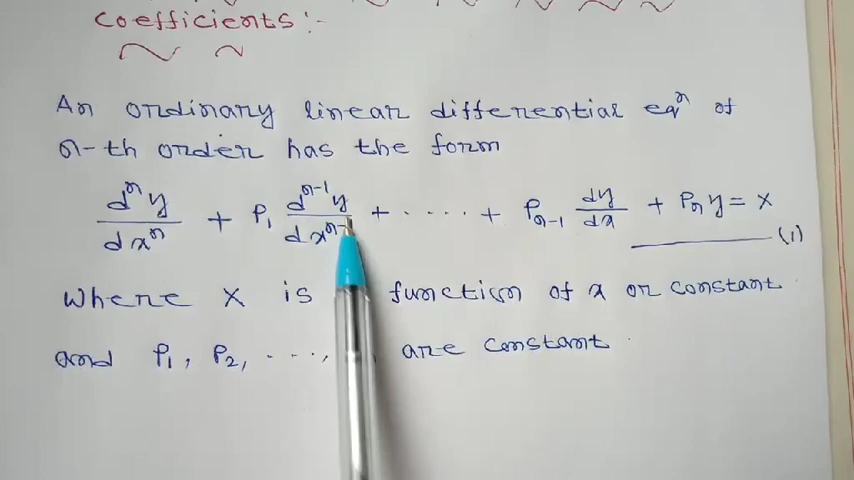 coefficients :-
An ordinary linear differential eqⁿ of
n-th order has the form
dⁿy/dxⁿ + P₁ dⁿ⁻¹y/dxⁿ⁻ + ..... + Pₙ₋₁ dy/dx + Pₙy = X ——— (1)
Where X is function of x or constant
and P₁, P₂, ...., are constant